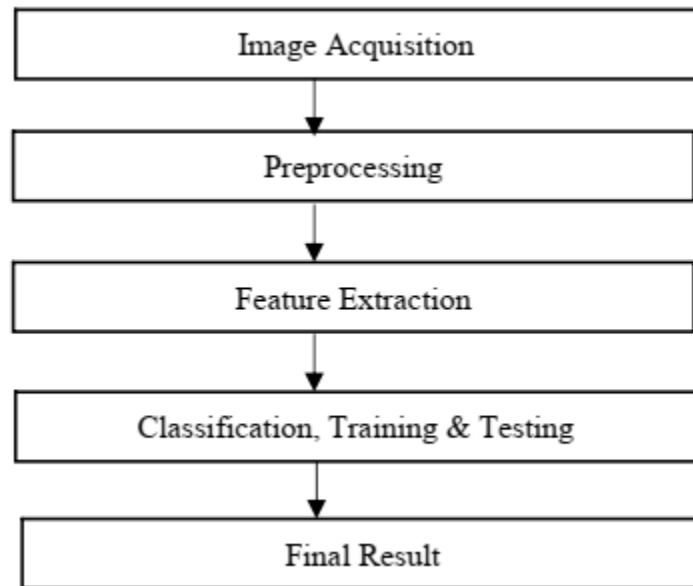 Image Acquisition
Preprocessing
Feature Extraction
Classification, Training & Testing
Final Result